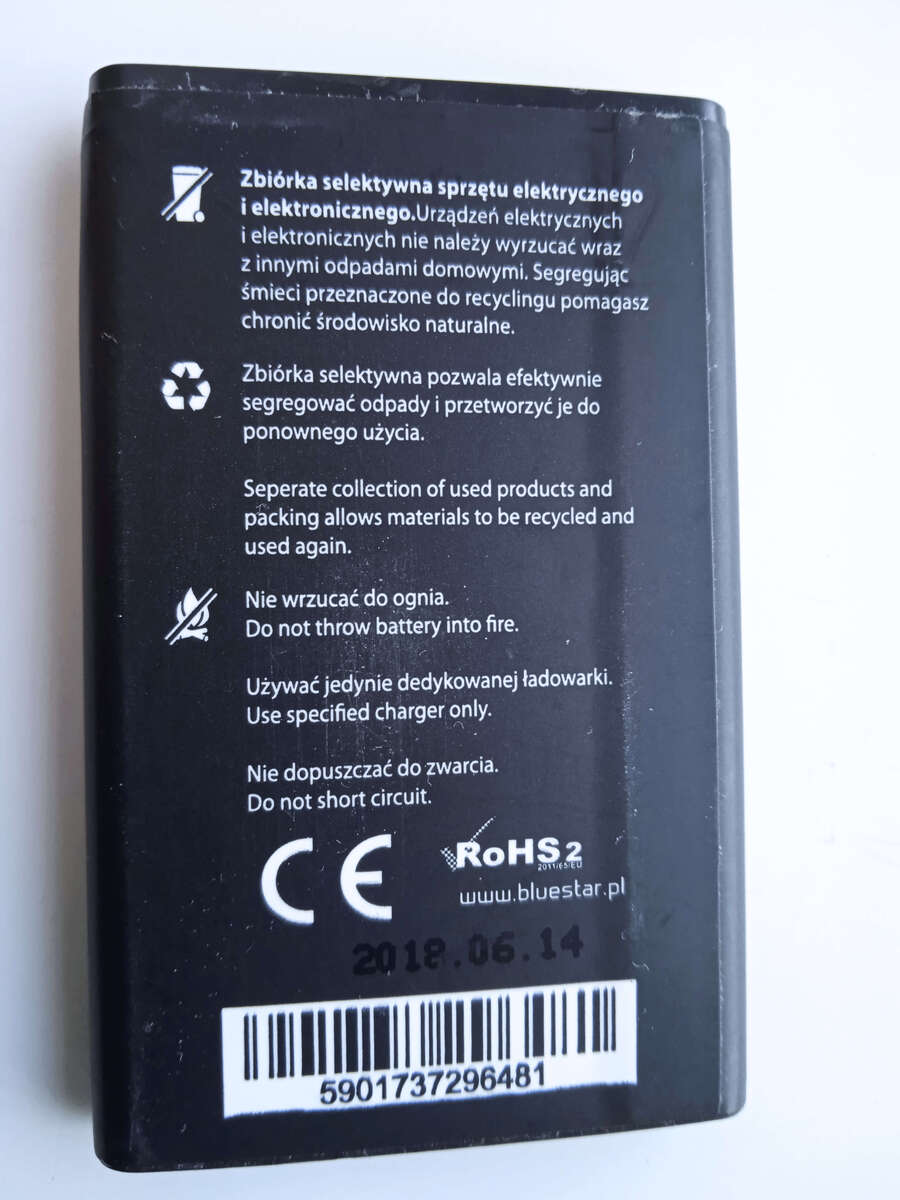 Zbiórka selektywna sprzętu elektrycznego
i elektronicznego.Urządzeń elektrycznych
i elektronicznych nie należy wyrzucać wraz
z innymi odpadami domowymi. Segregując
śmieci przeznaczone do recyclingu pomagasz
chronić środowisko naturalne.
Zbiórka selektywna pozwala efektywnie
segregować odpady i przetworzyć je do
ponownego użycia.
Seperate collection of used products and
packing allows materials to be recycled and
used again.
Nie wrzucać do ognia.
Do not throw battery into fire.
Używać jedynie dedykowanej ładowarki.
Use specified charger only.
Nie dopuszczać do zwarcia.
Do not short circuit.
CE
RoHS 2
2011/65/EU
www.bluestar.pl
2018.06.14
5901737296481